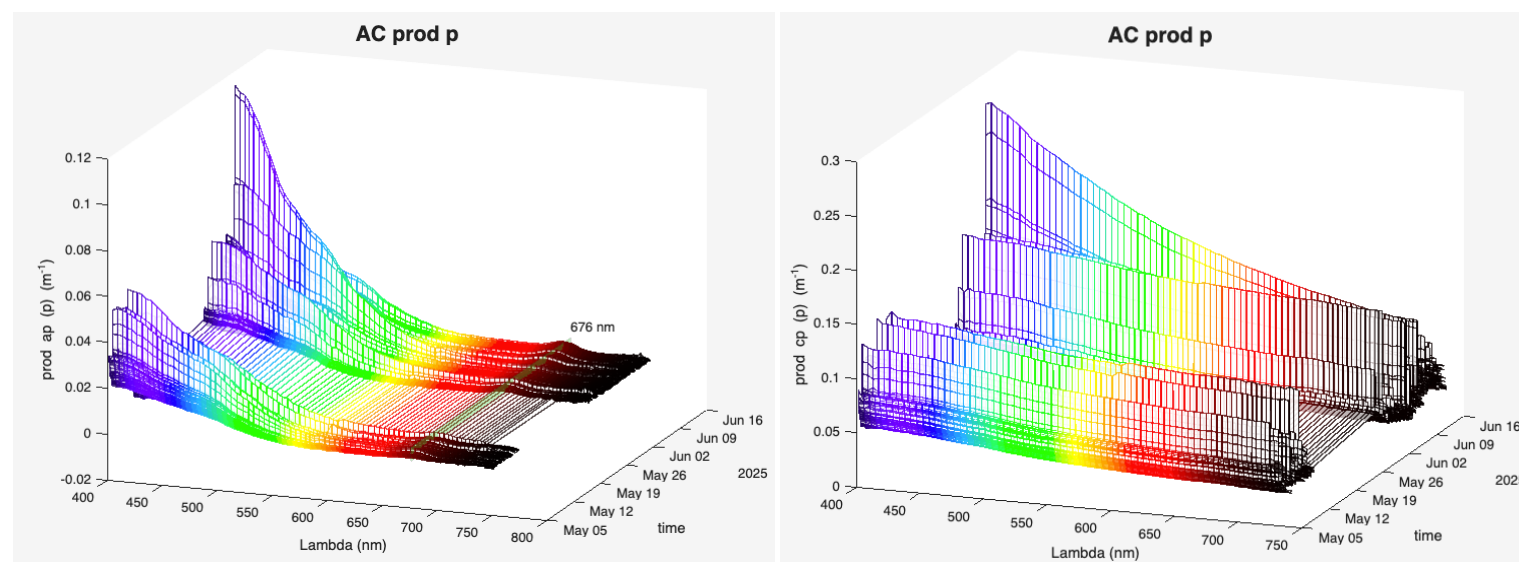 AC prod p
0.12
0.1
0.08
0.06
0.04
0.02
0
-0.02
prod ap (p) (m-1)
676 nm
400
450
500
550
600
650
700
750
800
Lambda (nm)
May 05
May 12
May 19
May 26
Jun 02
Jun 09
Jun 16
2025
time
AC prod p
0.3
0.25
0.2
0.15
0.1
0.05
0
prod cp (p) (m-1)
400
450
500
550
600
650
700
750
Lambda (nm)
May 05
May 12
May 19
May 26
Jun 02
Jun 09
Jun 16
202
time